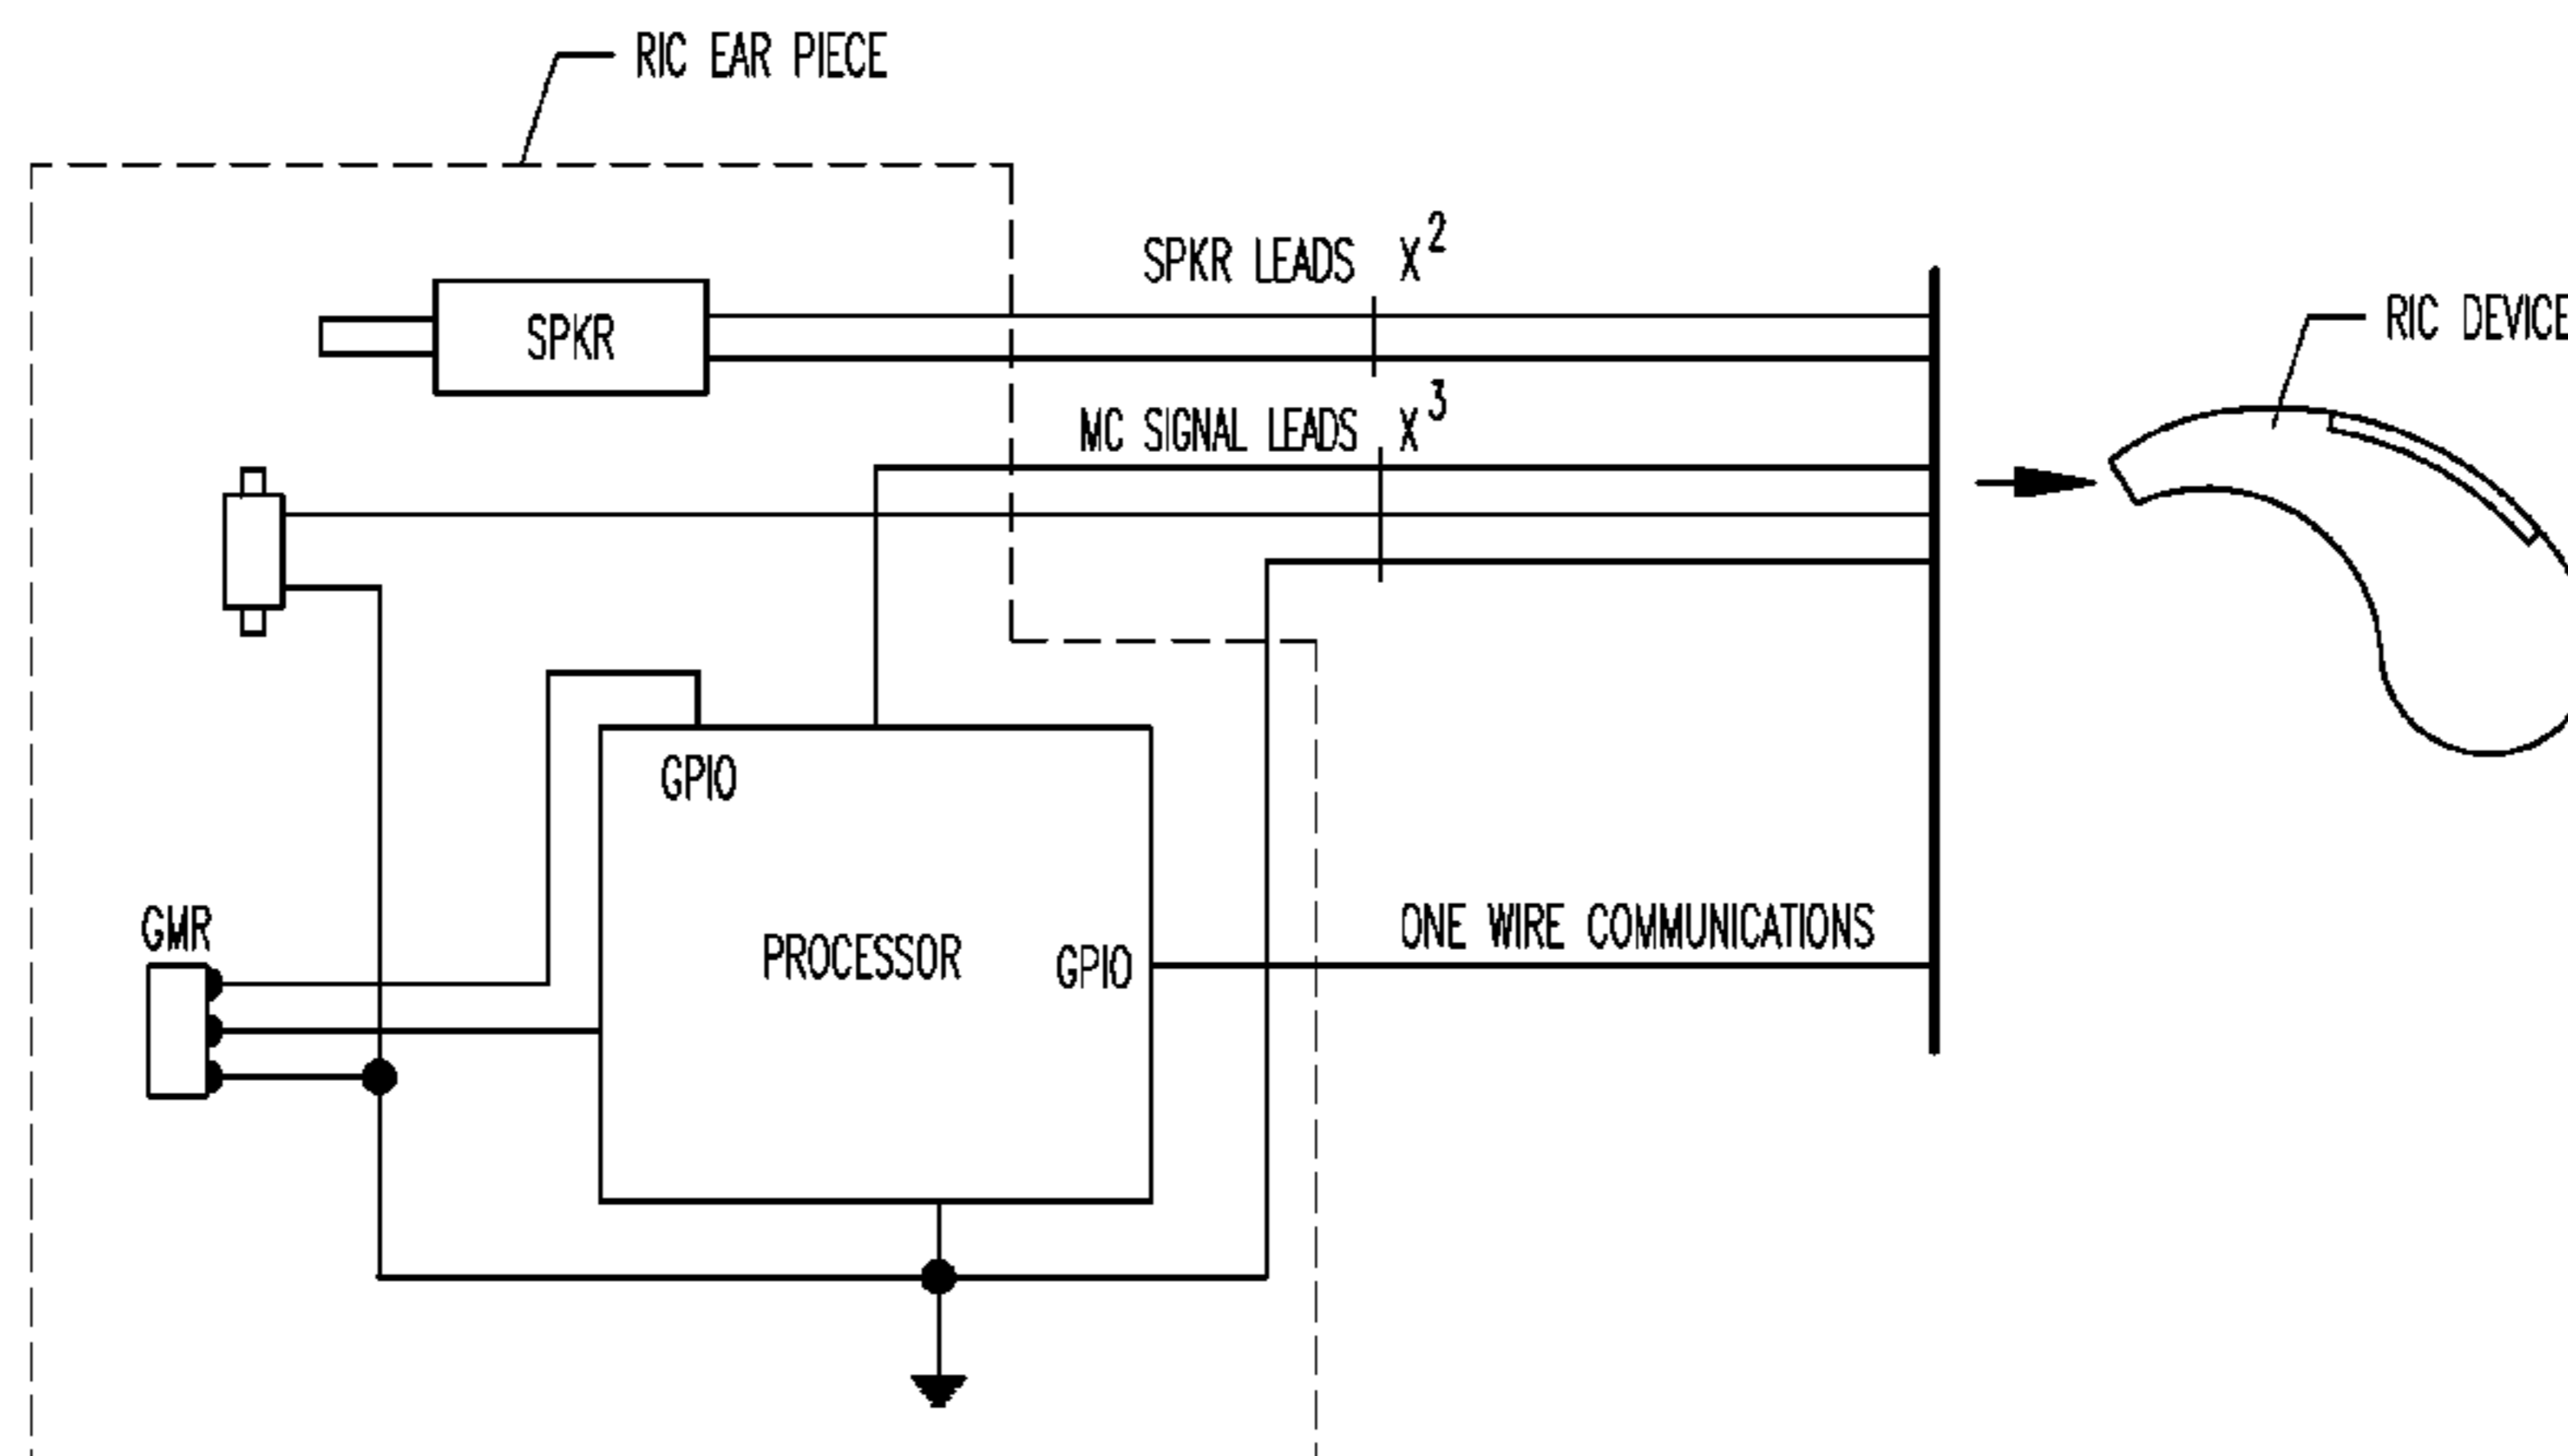 RIC EAR PIECE
SPKR LEADS X2
SPKR
RIC DEVICE
MC SIGNAL LEADS X3
GPIO
GMR
PROCESSOR
GPIO
ONE WIRE COMMUNICATIONS